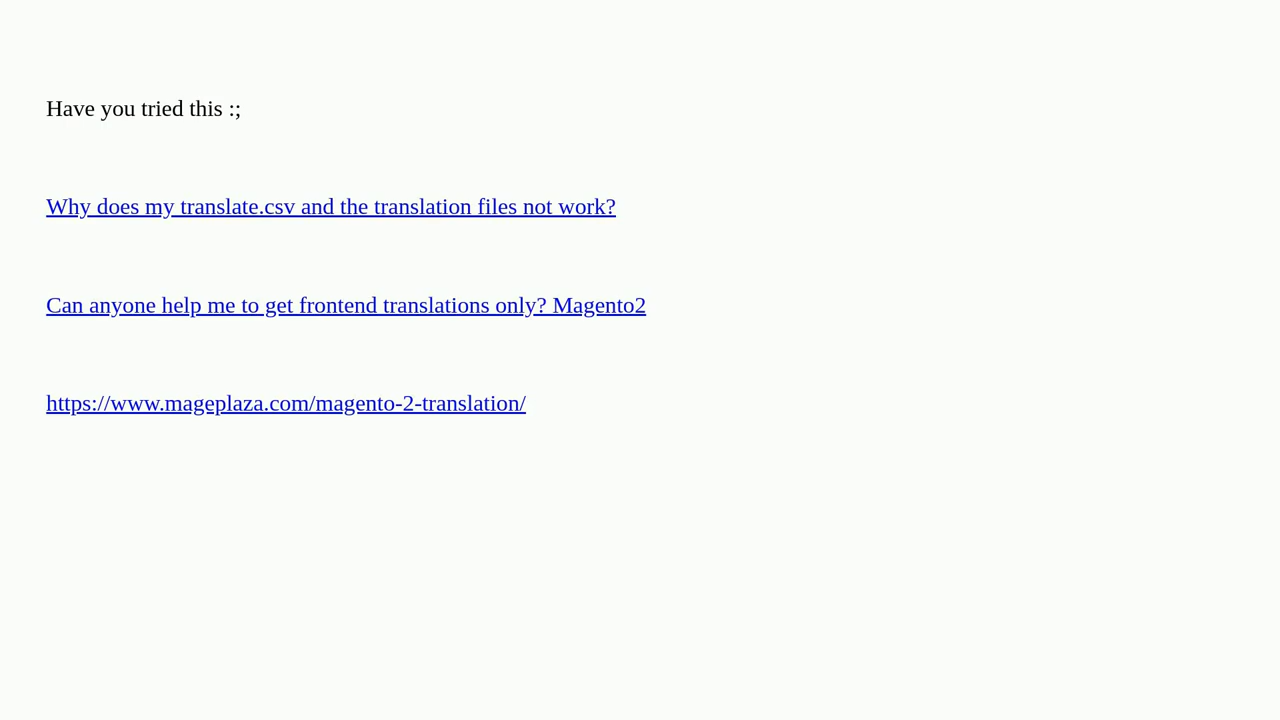 Have you tried this :;
Why does my translate.csv and the translation files not work?
Can anyone help me to get frontend translations only? Magento2
https://www.mageplaza.com/magento-2-translation/